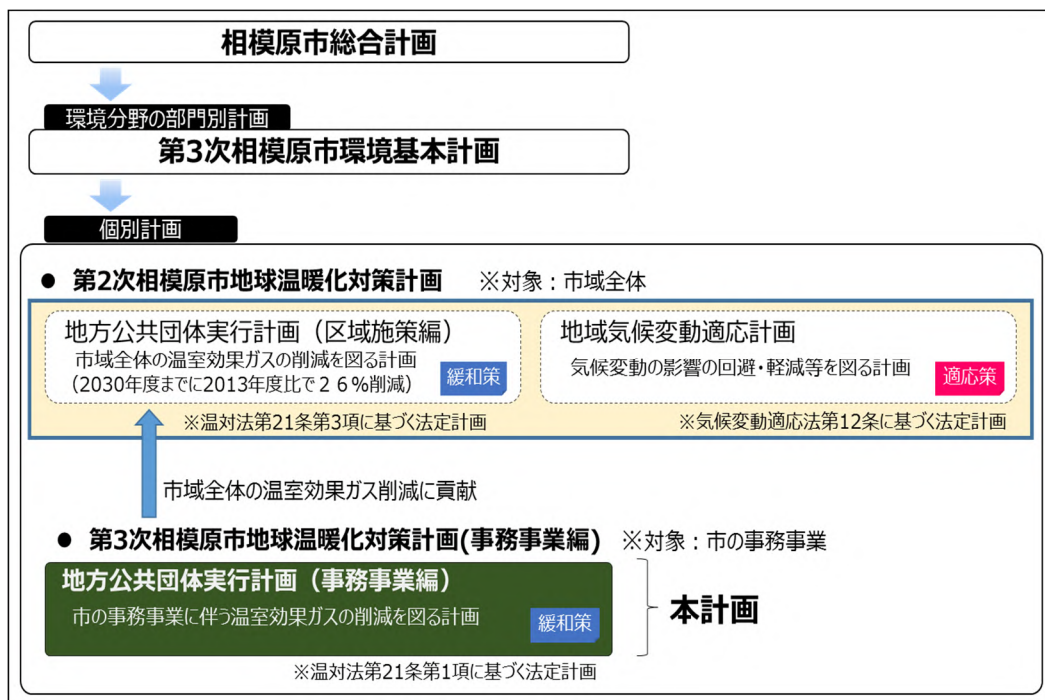 相模原市総合計画
環境分野の部門別計画
第3次相模原市環境基本計画
個別計画
● 第2次相模原市地球温暖化対策計画 ※対象：市域全体
地方公共団体実行計画（区域施策編）
市域全体の温室効果ガスの削減を図る計画
（2030年度までに2013年度比で２６%削減）
緩和策
※温対法第21条第3項に基づく法定計画
地域気候変動適応計画
気候変動の影響の回避・軽減等を図る計画
適応策
※気候変動適応法第12条に基づく法定計画
市域全体の温室効果ガス削減に貢献
● 第3次相模原市地球温暖化対策計画(事務事業編) ※対象：市の事務事業
地方公共団体実行計画（事務事業編）
市の事務事業に伴う温室効果ガスの削減を図る計画
緩和策
本計画
※温対法第21条第1項に基づく法定計画